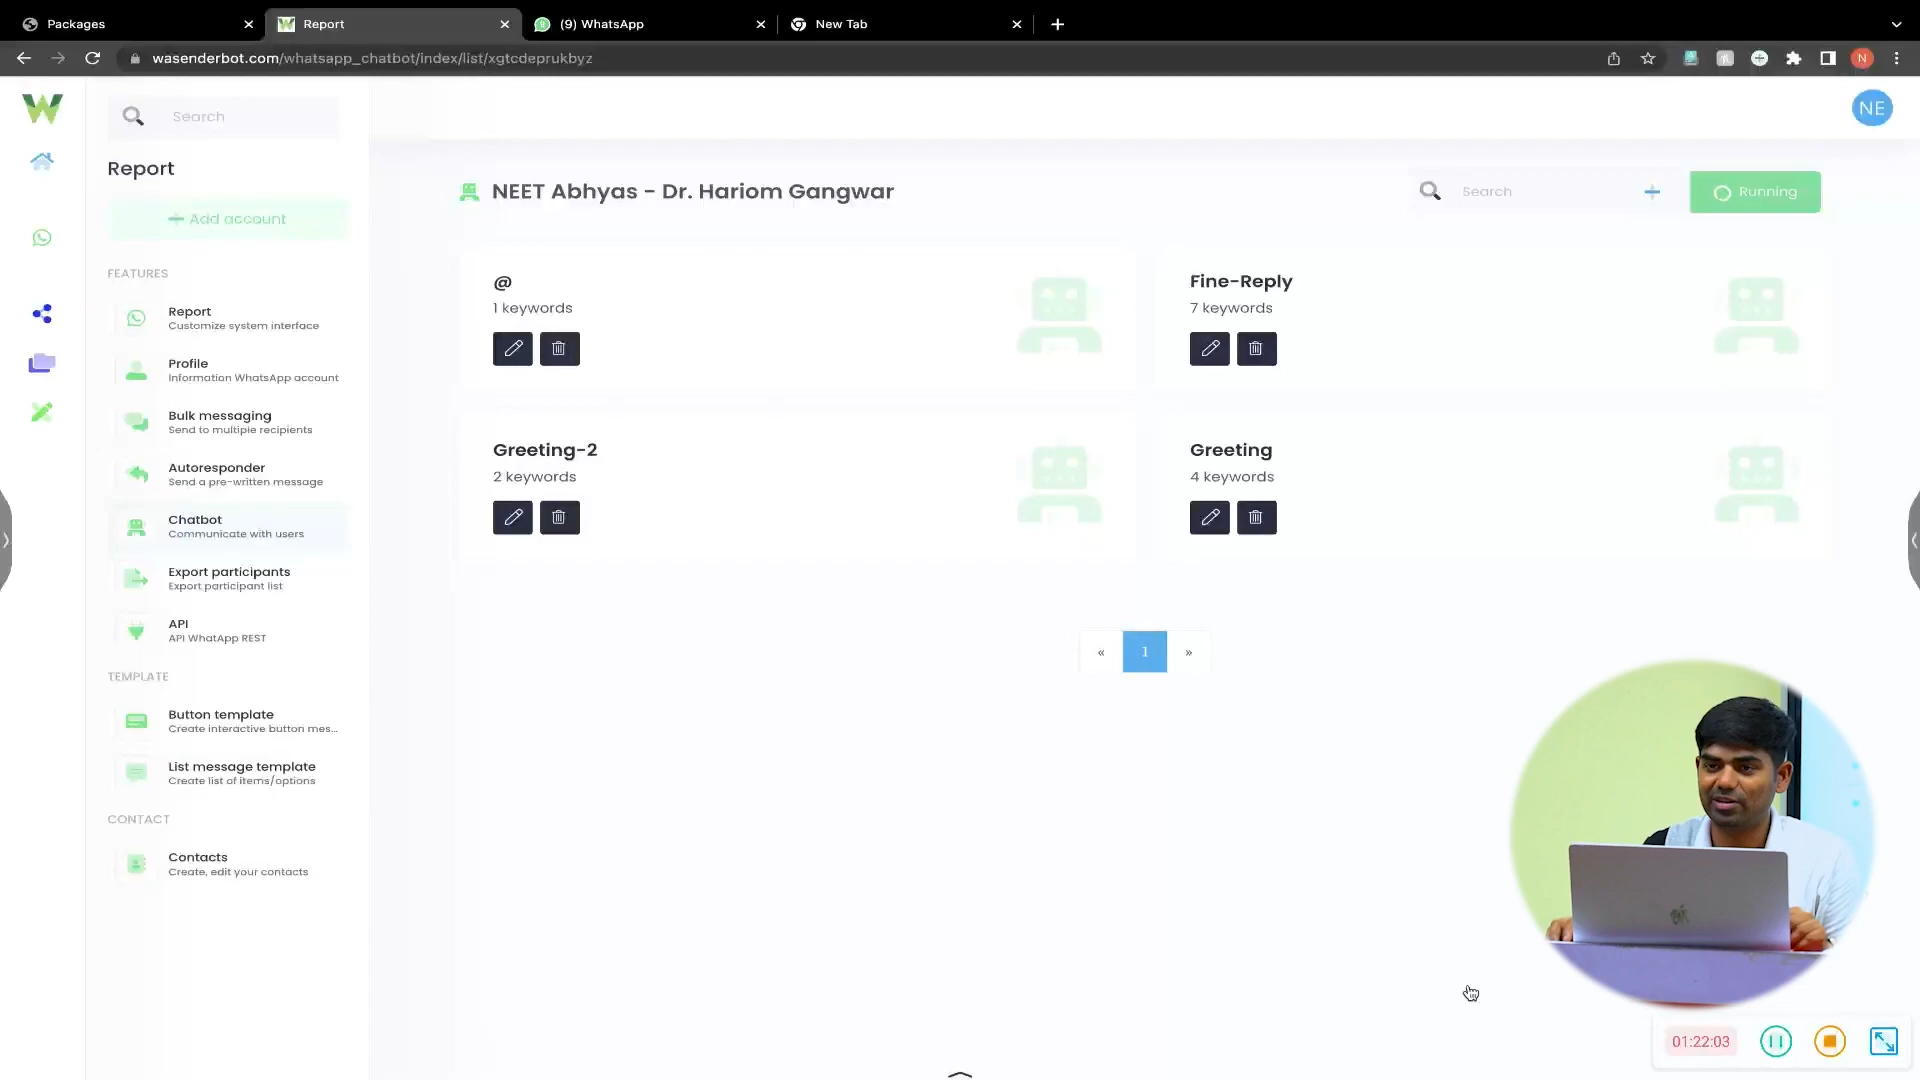 Packages
Report
(9) WhatsApp
New Tab
wasenderbot.com/whatsapp_chatbot/index/list/xgtcdeprukbyz
N
Search
NE
Report
+ Add account
FEATURES
Report
Customize system interface
Profile
Information WhatsApp account
Bulk messaging
Send to multiple recipients
Autoresponder
Send a pre-written message
Chatbot
Communicate with users
Export participants
Export participant list
API
API WhatApp REST
TEMPLATE
Button template
Create interactive button mes...
List message template
Create list of items/options
CONTACT
Contacts
Create, edit your contacts
NEET Abhyas - Dr. Hariom Gangwar
Search
Running
@
1 keywords
Fine-Reply
7 keywords
Greeting-2
2 keywords
Greeting
4 keywords
« 1 »
01:22:03